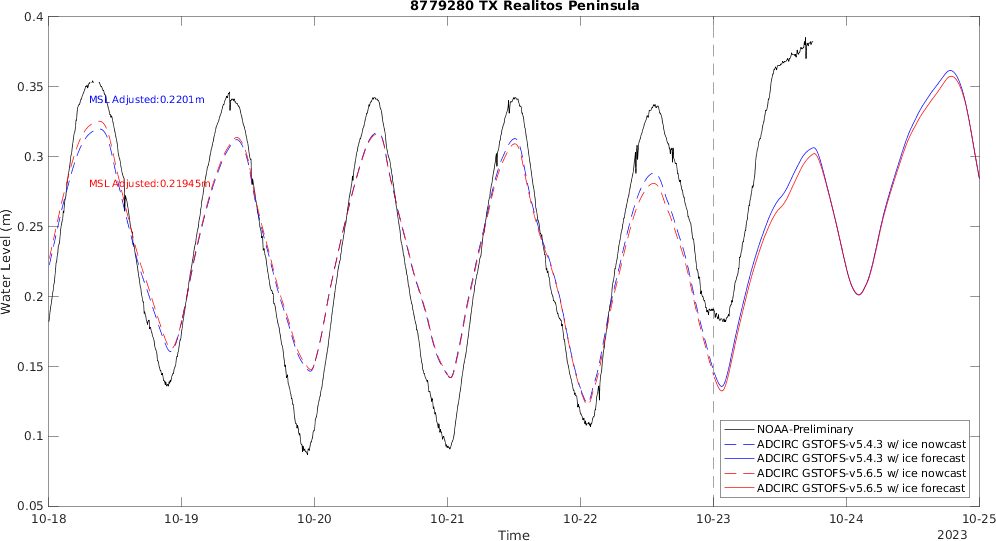 8779280 TX Realitos Peninsula
0.4
0.35
0.3
0.25
0.2
0.15
0.1
0.05
Water Level (m)
MSL Adjusted:0.2201m
MSL Adjusted:0.21945m
NOAA-Preliminary
ADCIRC GSTOFS-v5.4.3 w/ ice nowcast
ADCIRC GSTOFS-v5.4.3 w/ ice forecast
ADCIRC GSTOFS-v5.6.5 w/ ice nowcast
ADCIRC GSTOFS-v5.6.5 w/ ice forecast
10-18 10-19 10-20 10-21 10-22 10-23 10-24 10-25
Time
2023